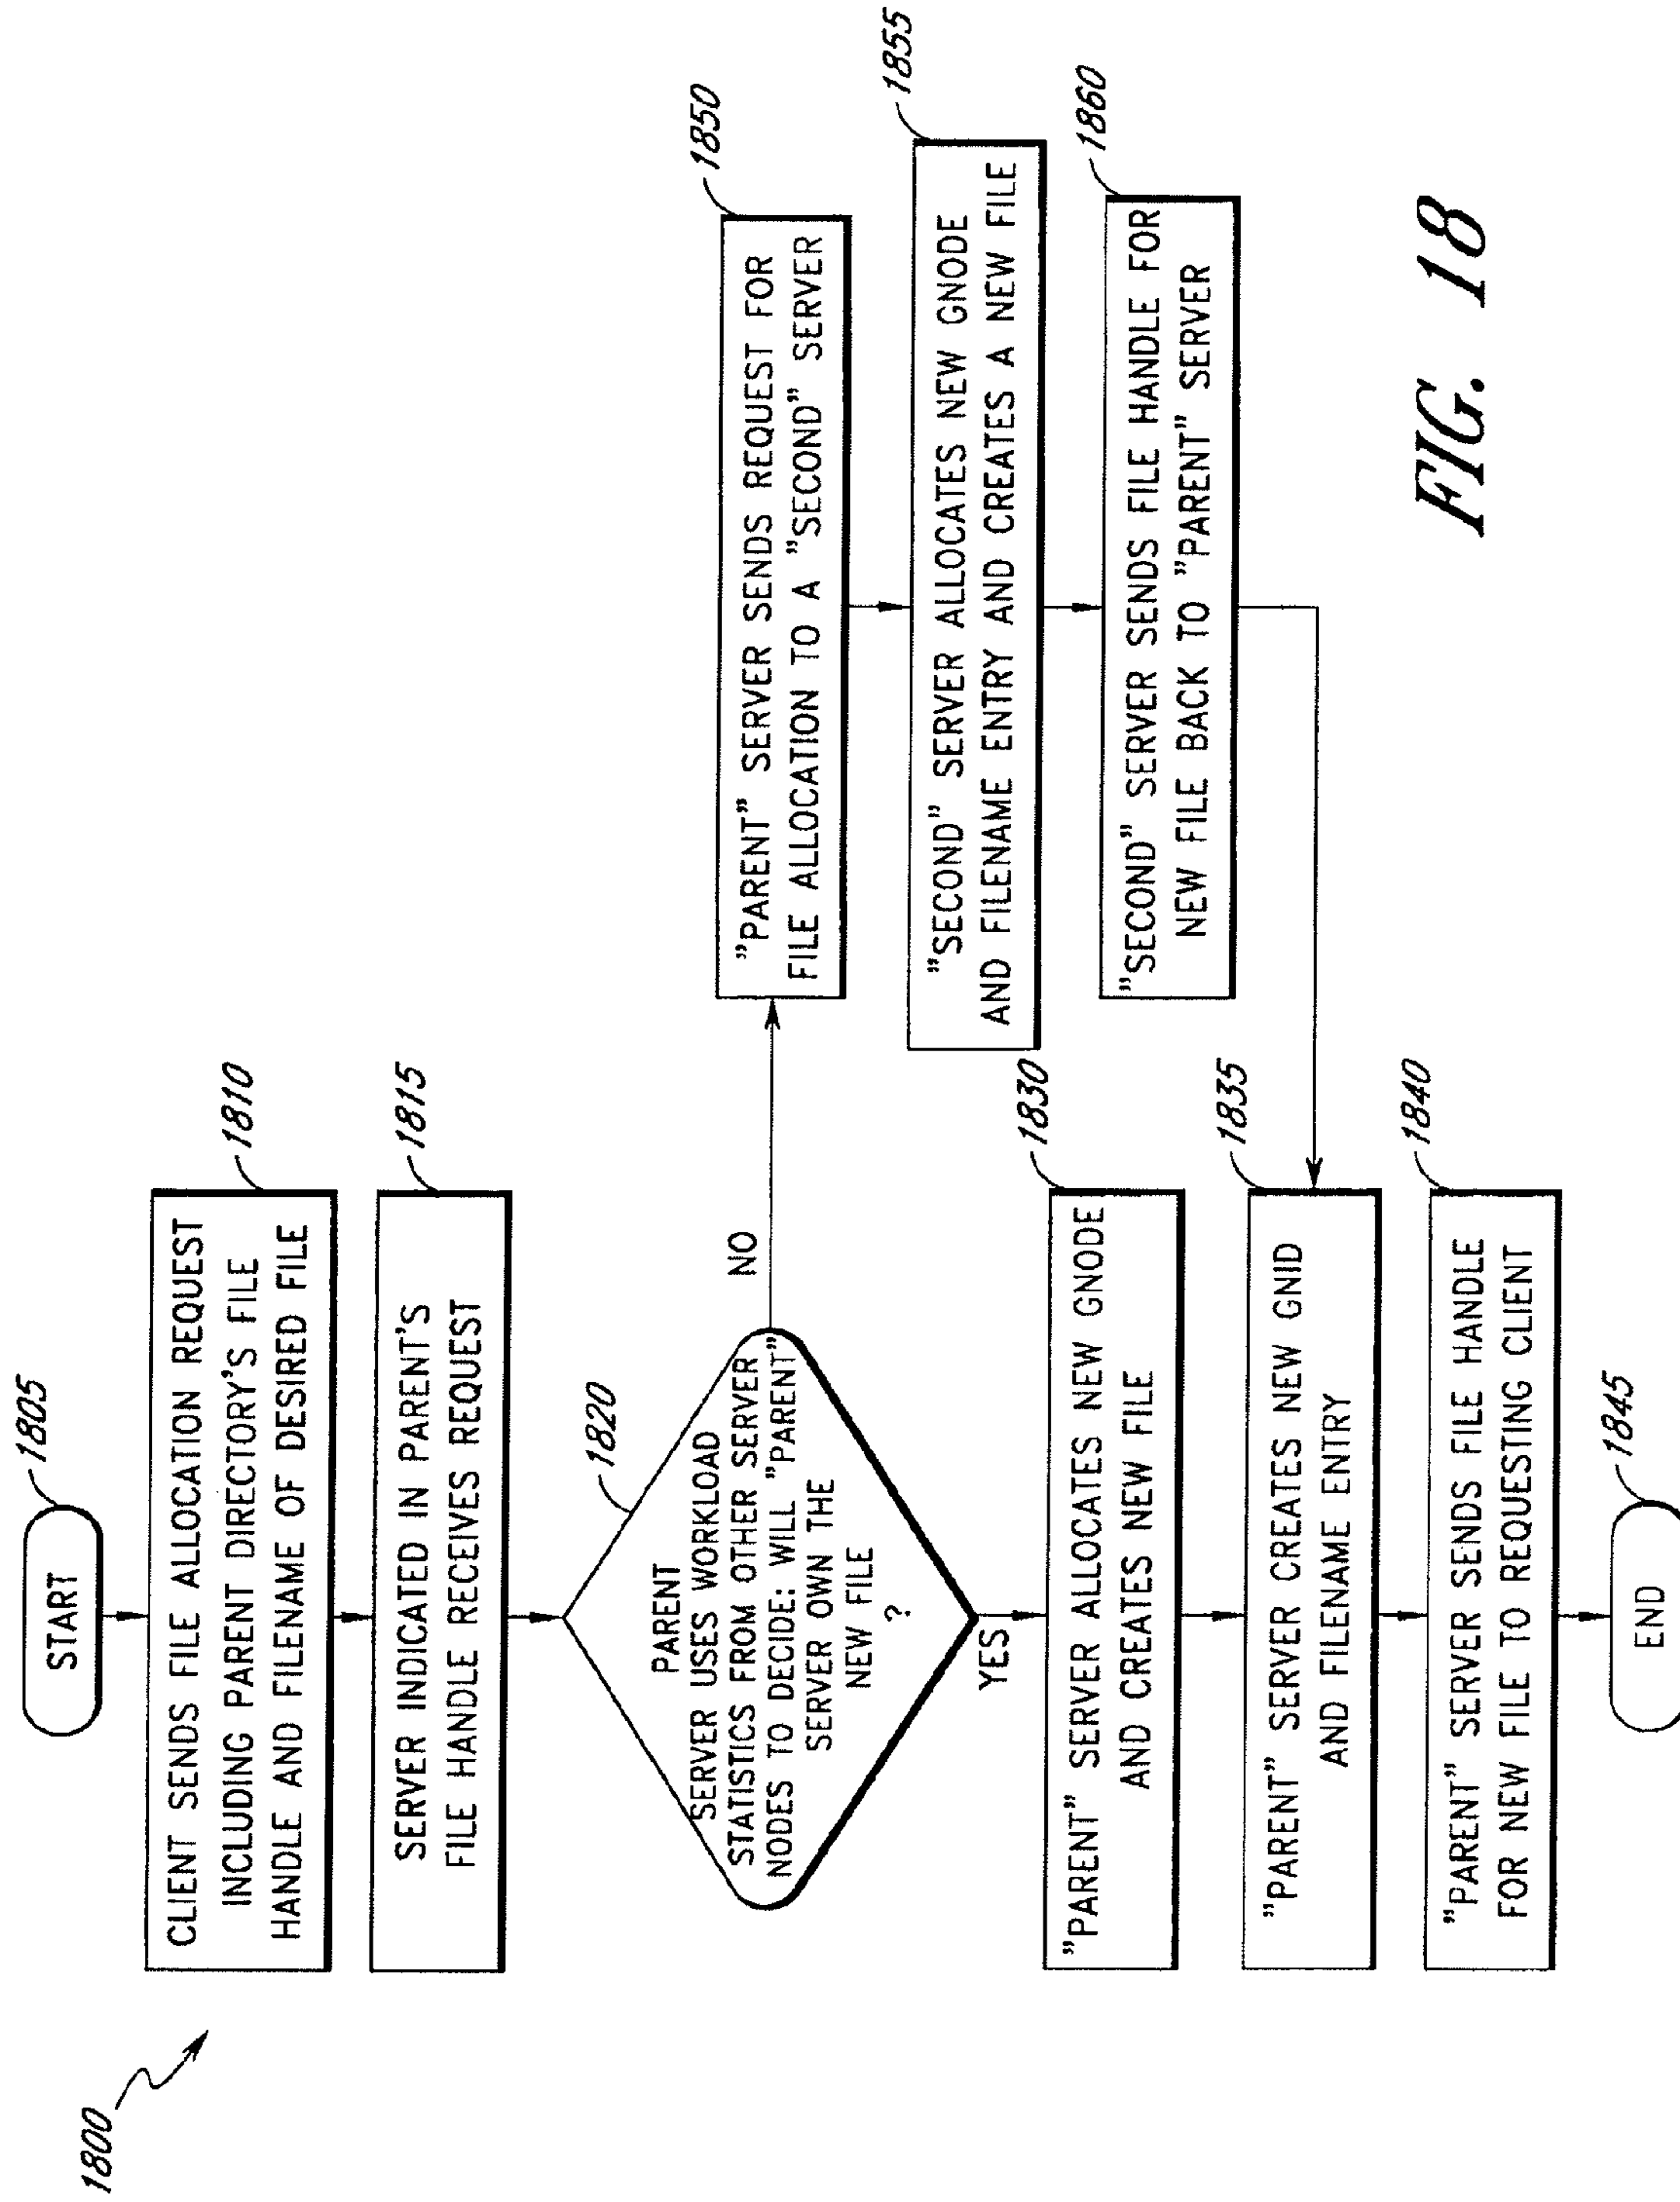 1800
START
1805
CLIENT SENDS FILE ALLOCATION REQUEST
INCLUDING PARENT DIRECTORY'S FILE
HANDLE AND FILENAME OF DESIRED FILE
1810
SERVER INDICATED IN PARENT'S
FILE HANDLE RECEIVES REQUEST
1815
PARENT
SERVER USES WORKLOAD
STATISTICS FROM OTHER SERVER
NODES TO DECIDE: WILL "PARENT"
SERVER OWN THE
NEW FILE
?
1820
NO
YES
"PARENT" SERVER ALLOCATES NEW GNODE
AND CREATES NEW FILE
1830
"PARENT" SERVER CREATES NEW GNID
AND FILENAME ENTRY
1835
"PARENT" SERVER SENDS FILE HANDLE
FOR NEW FILE TO REQUESTING CLIENT
1840
END
1845
"PARENT" SERVER SENDS REQUEST FOR
FILE ALLOCATION TO A "SECOND" SERVER
1850
"SECOND" SERVER ALLOCATES NEW GNODE
AND FILENAME ENTRY AND CREATES A NEW FILE
1855
"SECOND" SERVER SENDS FILE HANDLE FOR
NEW FILE BACK TO "PARENT" SERVER
1860
FIG. 18